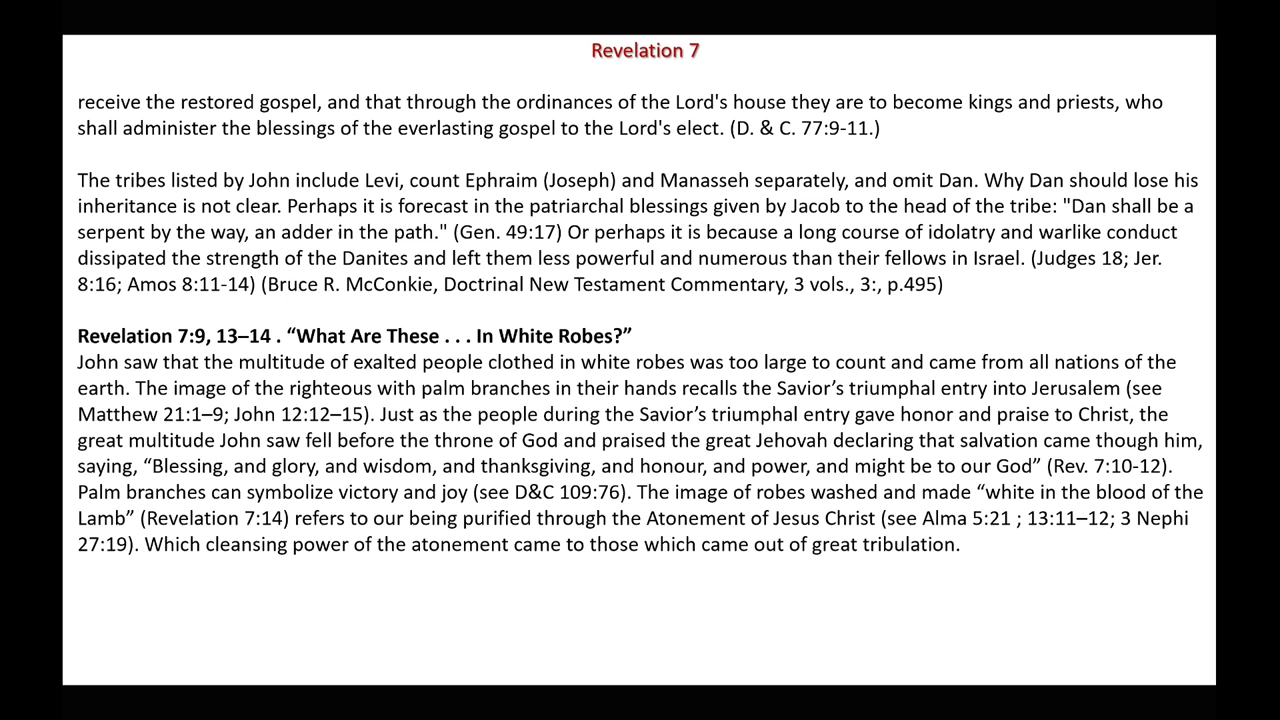 Revelation 7
receive the restored gospel, and that through the ordinances of the Lord's house they are to become kings and priests, who
shall administer the blessings of the everlasting gospel to the Lord's elect. (D. & C. 77:9-11.)
The tribes listed by John include Levi, count Ephraim (Joseph) and Manasseh separately, and omit Dan. Why Dan should lose his
inheritance is not clear. Perhaps it is forecast in the patriarchal blessings given by Jacob to the head of the tribe: "Dan shall be a
serpent by the way, an adder in the path." (Gen. 49:17) Or perhaps it is because a long course of idolatry and warlike conduct
dissipated the strength of the Danites and left them less powerful and numerous than their fellows in Israel. (Judges 18; Jer.
8:16; Amos 8:11-14) (Bruce R. McConkie, Doctrinal New Testament Commentary, 3 vols., 3:, p.495)
Revelation 7:9, 13–14 . “What Are These . . . In White Robes?”
John saw that the multitude of exalted people clothed in white robes was too large to count and came from all nations of the
earth. The image of the righteous with palm branches in their hands recalls the Savior’s triumphal entry into Jerusalem (see
Matthew 21:1–9; John 12:12–15). Just as the people during the Savior’s triumphal entry gave honor and praise to Christ, the
great multitude John saw fell before the throne of God and praised the great Jehovah declaring that salvation came though him,
saying, “Blessing, and glory, and wisdom, and thanksgiving, and honour, and power, and might be to our God” (Rev. 7:10-12).
Palm branches can symbolize victory and joy (see D&C 109:76). The image of robes washed and made “white in the blood of the
Lamb” (Revelation 7:14) refers to our being purified through the Atonement of Jesus Christ (see Alma 5:21 ; 13:11–12; 3 Nephi
27:19). Which cleansing power of the atonement came to those which came out of great tribulation.